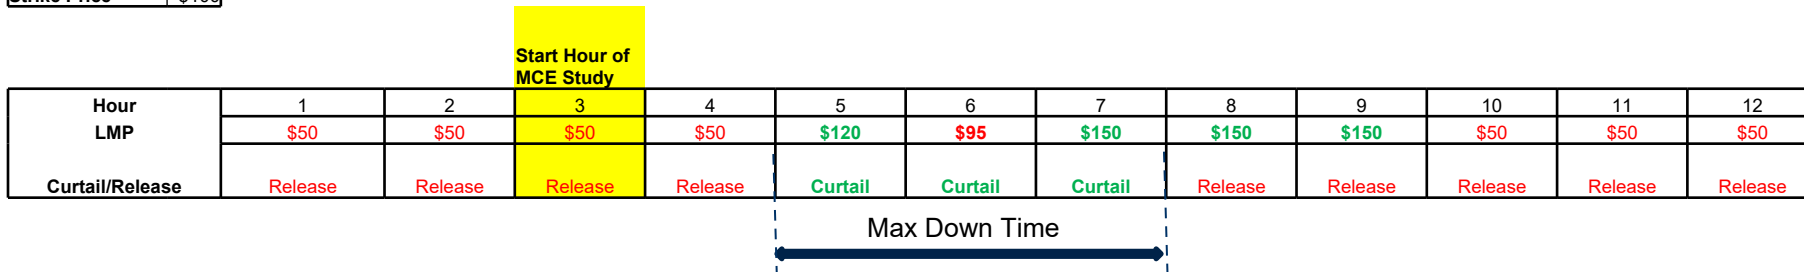 Start Hour of
MCE Study
Hour 1 2 3 4 5 6 7 8 9 10 11 12
LMP $50 $50 $50 $50 $120 $95 $150 $150 $150 $50 $50 $50
Curtail/Release Release Release Release Release Curtail Curtail Curtail Release Release Release Release Release
Max Down Time